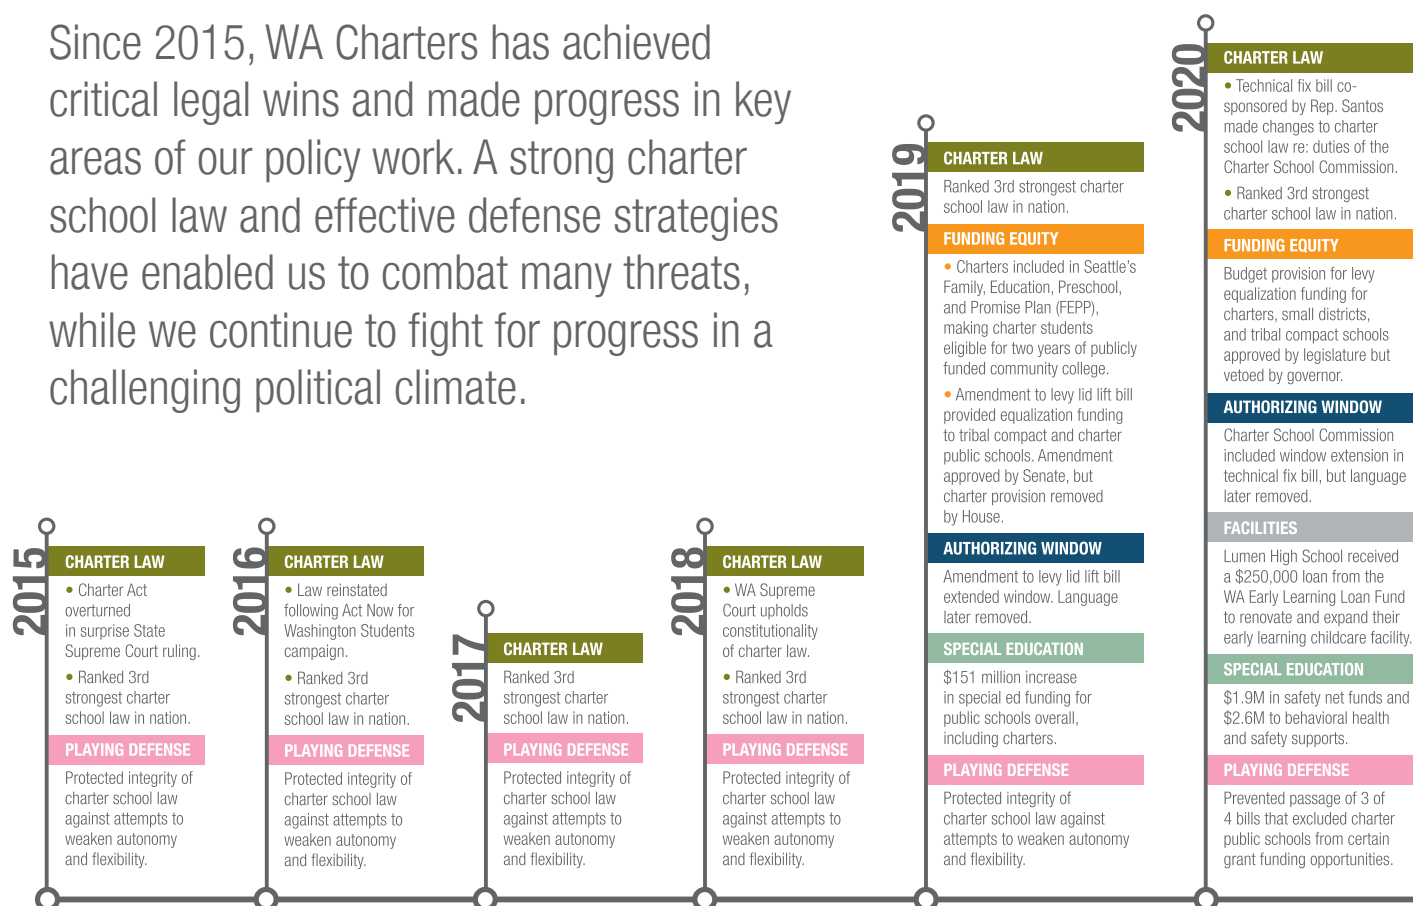 Since 2015, WA Charters has achieved
critical legal wins and made progress in key
areas of our policy work. A strong charter
school law and effective defense strategies
have enabled us to combat many threats,
while we continue to fight for progress in a
challenging political climate.
2015
CHARTER LAW
• Charter Act
overturned
in surprise State
Supreme Court ruling.
• Ranked 3rd
strongest charter
school law in nation.
PLAYING DEFENSE
Protected integrity of
charter school law
against attempts to
weaken autonomy
and flexibility.
2016
CHARTER LAW
• Law reinstated
following Act Now for
Washington Students
campaign.
• Ranked 3rd
strongest charter
school law in nation.
PLAYING DEFENSE
Protected integrity of
charter school law
against attempts to
weaken autonomy
and flexibility.
2017
CHARTER LAW
Ranked 3rd
strongest charter
school law in nation.
PLAYING DEFENSE
Protected integrity of
charter school law
against attempts to
weaken autonomy
and flexibility.
2018
CHARTER LAW
• WA Supreme
Court upholds
constitutionality
of charter law.
• Ranked 3rd
strongest charter
school law in nation.
PLAYING DEFENSE
Protected integrity of
charter school law
against attempts to
weaken autonomy
and flexibility.
2019
CHARTER LAW
Ranked 3rd strongest charter
school law in nation.
FUNDING EQUITY
• Charters included in Seattle's
Family, Education, Preschool,
and Promise Plan (FEPP),
making charter students
eligible for two years of publicly
funded community college.
• Amendment to levy lid lift bill
provided equalization funding
to tribal compact and charter
public schools. Amendment
approved by Senate, but
charter provision removed
by House.
AUTHORIZING WINDOW
Amendment to levy lid lift bill
extended window. Language
later removed.
SPECIAL EDUCATION
$151 million increase
in special ed funding for
public schools overall,
including charters.
PLAYING DEFENSE
Protected integrity of
charter school law against
attempts to weaken autonomy
and flexibility.
2020
CHARTER LAW
• Technical fix bill co-
sponsored by Rep. Santos
made changes to charter
school law re: duties of the
Charter School Commission.
• Ranked 3rd strongest
charter school law in nation.
FUNDING EQUITY
Budget provision for levy
equalization funding for
charters, small districts,
and tribal compact schools
approved by legislature but
vetoed by governor.
AUTHORIZING WINDOW
Charter School Commission
included window extension in
technical fix bill, but language
later removed.
FACILITIES
Lumen High School received
a $250,000 loan from the
WA Early Learning Loan Fund
to renovate and expand their
early learning childcare facility.
SPECIAL EDUCATION
$1.9M in safety net funds and
$2.6M to behavioral health
and safety supports.
PLAYING DEFENSE
Prevented passage of 3 of
4 bills that excluded charter
public schools from certain
grant funding opportunities.